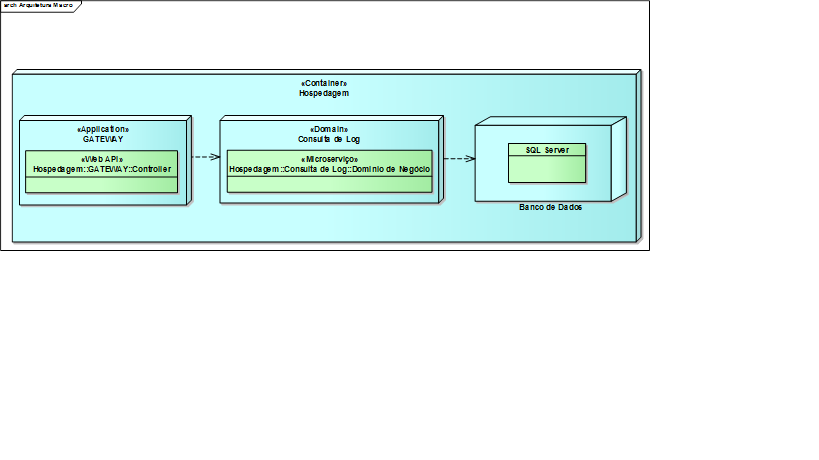 arch Arquitetura Macro
«Container»
Hospedagem
«Application»
GATEWAY
«Web API»
Hospedagem::GATEWAY::Controller
«Domain»
Consulta de Log
«Microserviço»
Hospedagem::Consulta de Log::Domínio de Negócio
SQL Server
Banco de Dados